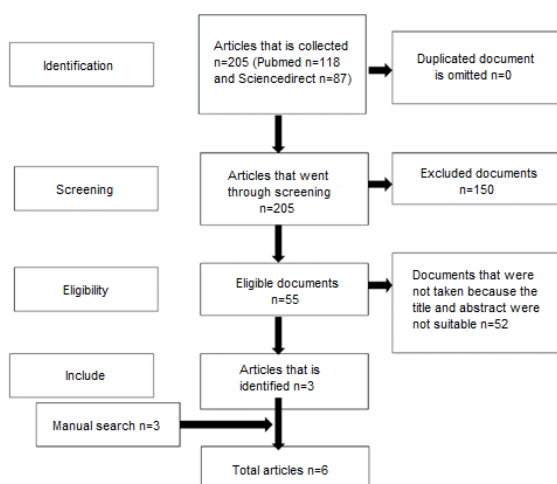 Identification
Articles that is collected
n=205 (Pubmed n=118
and Sciencedirect n=87)
Duplicated document
is omitted n=0
Screening
Articles that went
through screening
n=205
Excluded documents
n=150
Eligibility
Eligible documents
n=55
Documents that were
not taken because the
title and abstract were
not suitable n=52
Include
Articles that is
identified n=3
Manual search n=3
Total articles n=6